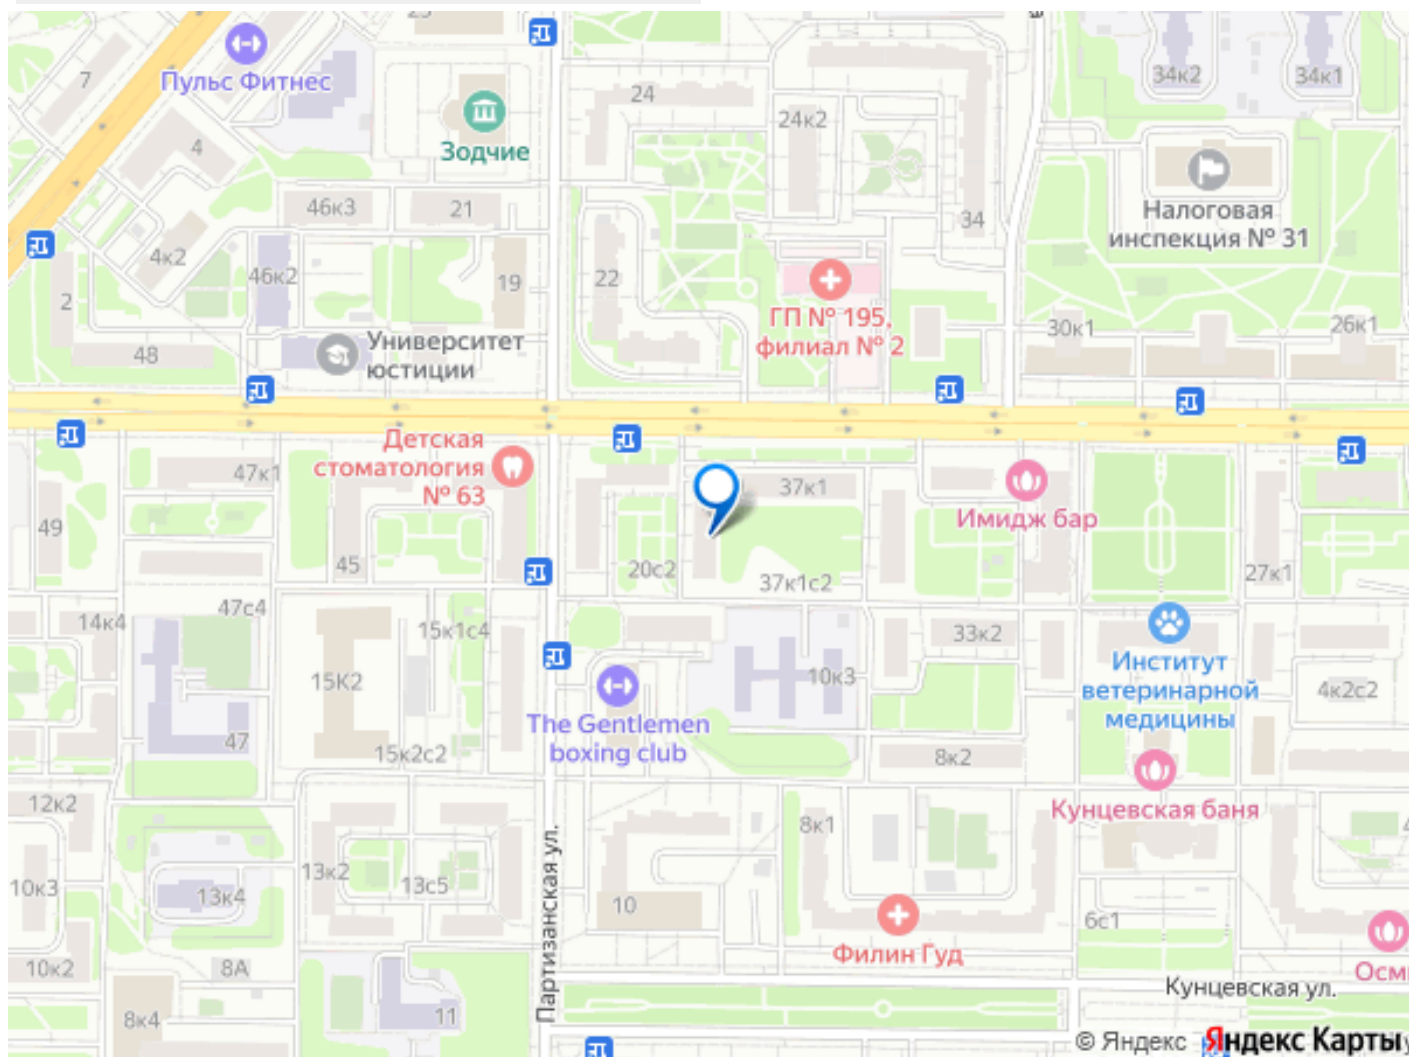 7
Пульс Фитнес
4
Зодчие
24
24к2
34к2
34к1
46к3
21
34
Налоговая
инспекция № 31
4к2
46к2
19
22
2
ГП № 195,
филиал № 2
30к1
26к1
48
Университет
юстиции
Детская
стоматология
№ 63
47к1
37к1
Имидж бар
49
45
20с2
37к1с2
27к1
14к4
47с4
15к1с4
33к2
Институт
ветеринарной
медицины
15К2
10к3
4к2с2
The Gentlemen
boxing club
47
15к2с2
8к2
12к2
Кунцевская баня
8к1
Партизанская ул.
13к2
13с5
10к3
13к4
10
6с1
Филин Гуд
10к2
8А
Кунцевская ул.
8к4
11
© Яндекс Яндекс Карты